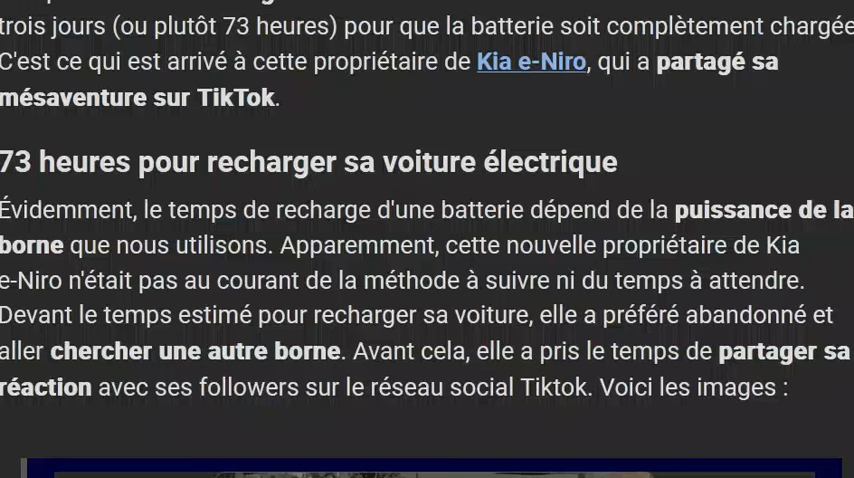 trois jours (ou plutôt 73 heures) pour que la batterie soit complètement chargée
C'est ce qui est arrivé à cette propriétaire de Kia e-Niro, qui a partagé sa
mésaventure sur TikTok.
73 heures pour recharger sa voiture électrique
Évidemment, le temps de recharge d'une batterie dépend de la puissance de la
borne que nous utilisons. Apparemment, cette nouvelle propriétaire de Kia
e-Niro n'était pas au courant de la méthode à suivre ni du temps à attendre.
Devant le temps estimé pour recharger sa voiture, elle a préféré abandonné et
aller chercher une autre borne. Avant cela, elle a pris le temps de partager sa
réaction avec ses followers sur le réseau social Tiktok. Voici les images :